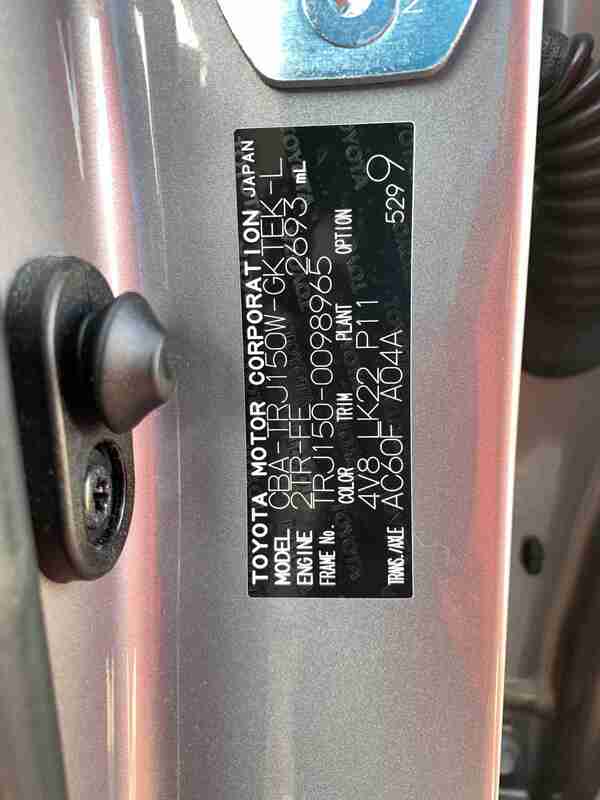 TOYOTA MOTOR CORPORATION JAPAN
MODEL CBA-TRJ150W-GKTEK-L
ENGINE 2TR-FE 2693 mL
FRAME No. TRJ150-0098965
COLOR TRIM PLANT OPTION
4V8 LK22 P11
TRANS./AXLE AC60F A04A 529 9